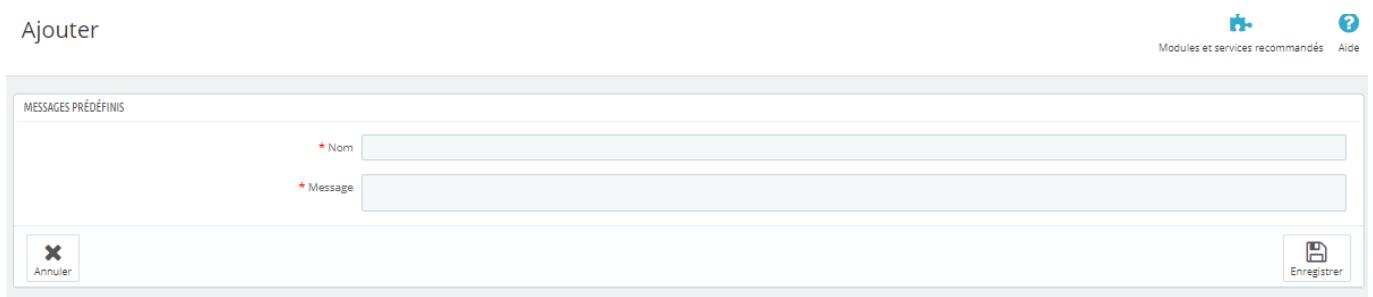 Ajouter
Modules et services recommandés
Aide
MESSAGES PRÉDÉFINIS
* Nom
* Message
Annuler
Enregistrer